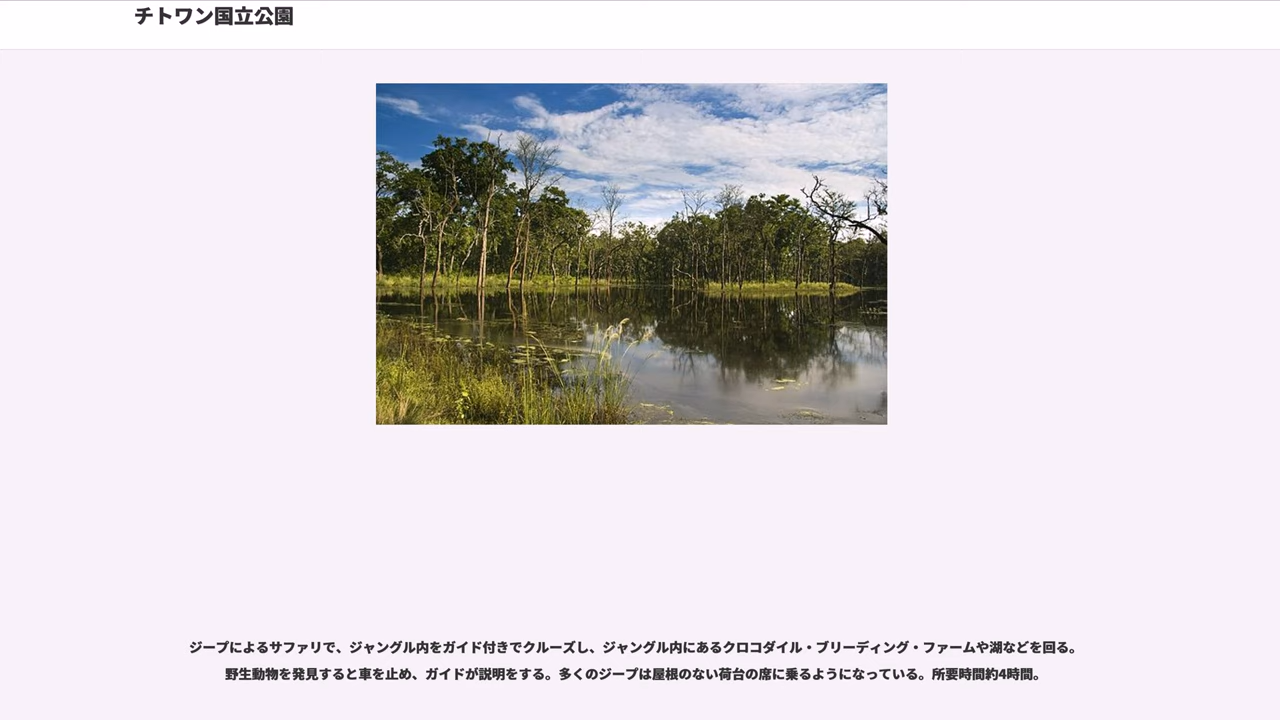 チトワン国立公園
ジープによるサファリで、ジャングル内をガイド付きでクルーズし、ジャングル内にあるクロコダイル・ブリーディング・ファームや湖などを回る。
野生動物を発見すると車を止め、ガイドが説明をする。多くのジープは屋根のない荷台の席に乗るようになっている。所要時間約4時間。